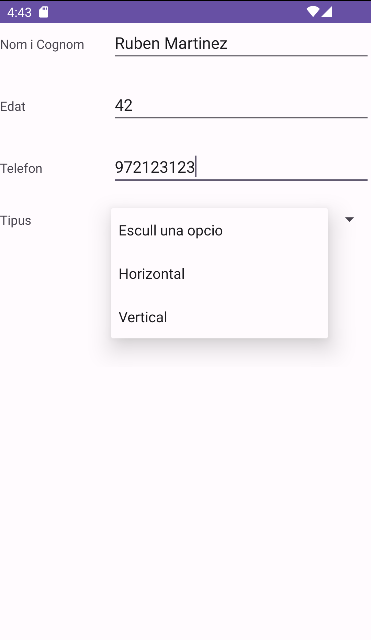 4:43
Nom i Cognom Ruben Martinez
Edat 42
Telefon 972123123
Tipus
Escull una opcio
Horizontal
Vertical